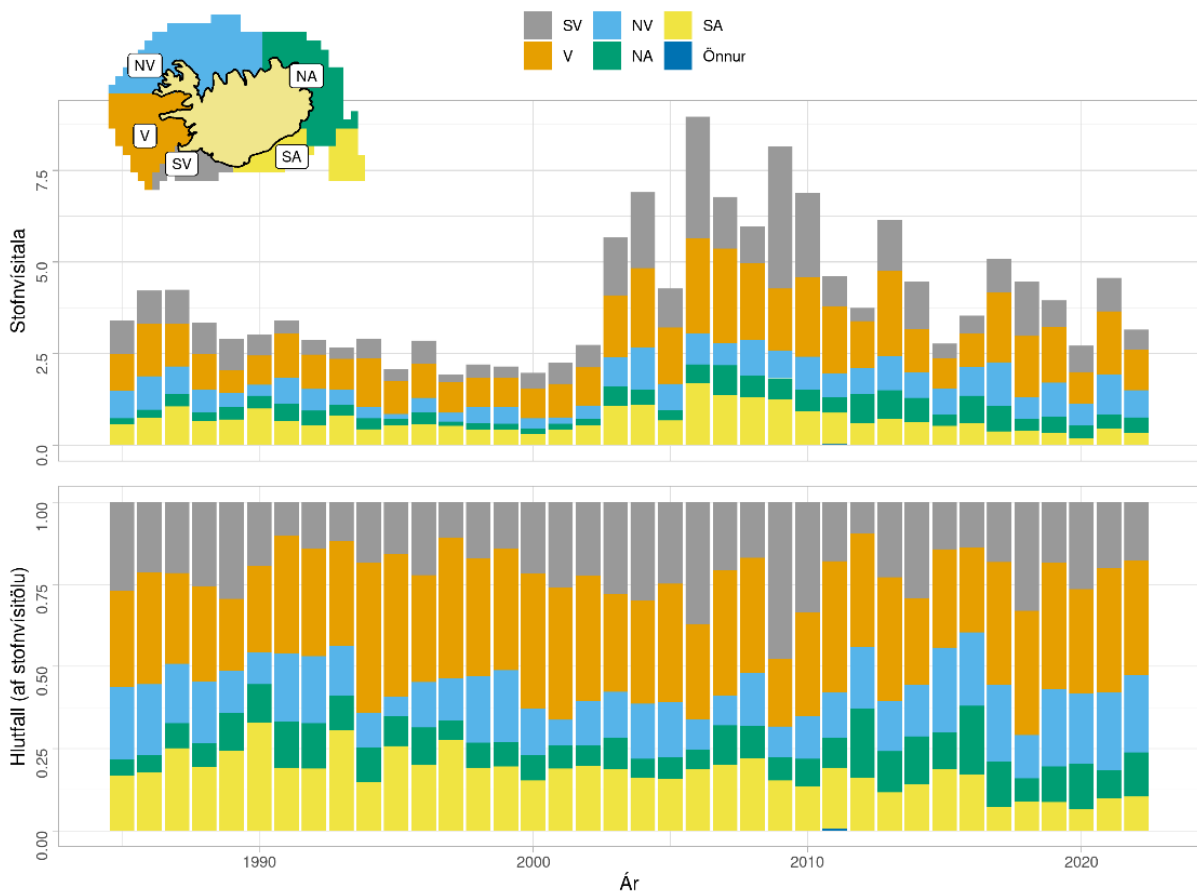 SV NV SA
V NA Önnur
NV
NA
V
SV
SA
Stofnvísitala
7.5
5.0
2.5
0.0
Hlutfall (af stofnvísitölu)
1.00
0.75
0.50
0.25
0.00
1990 2000 2010 2020
Ár